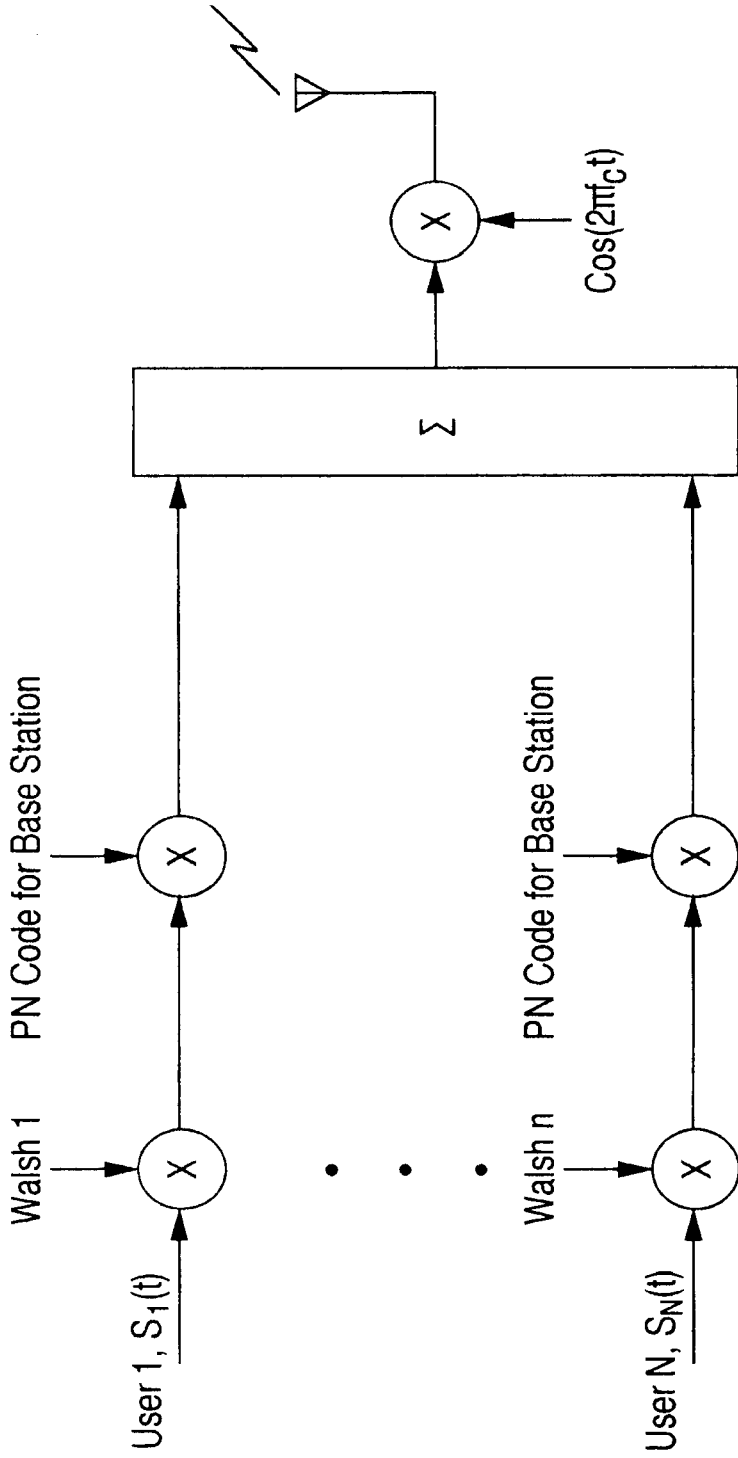 User 1, S1(t)
Walsh 1
PN Code for Base Station
X
X
User N, SN(t)
Walsh n
PN Code for Base Station
X
X
Σ
X
Cos(2πfCt)